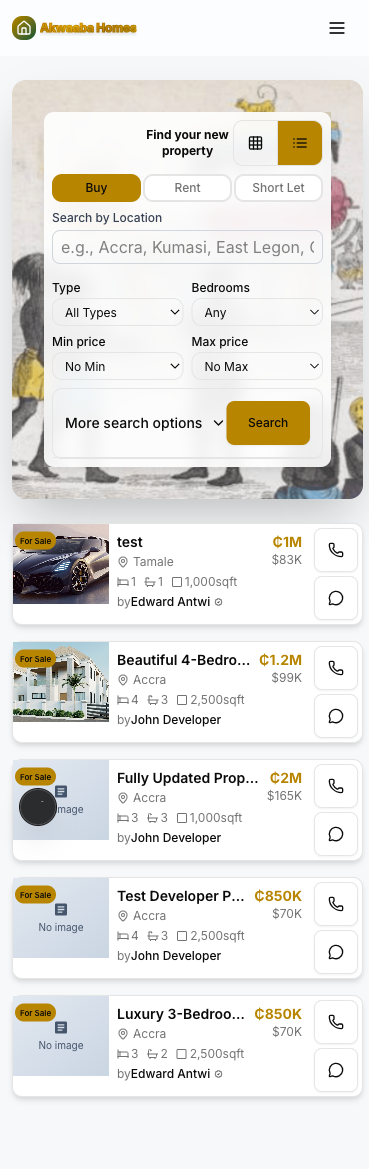 Akwaaba Homes
Find your new
property
Buy
Rent
Short Let
Search by Location
e.g., Accra, Kumasi, East Legon, C
Type
Bedrooms
All Types
Any
Min price
Max price
No Min
No Max
More search options
Search
For Sale
test
₵1M
Tamale
$83K
1 1 1,000sqft
byEdward Antwi
For Sale
Beautiful 4-Bedro...
₵1.2M
Accra
$99K
4 3 2,500sqft
byJohn Developer
For Sale
Fully Updated Prop...
₵2M
Accra
$165K
3 3 1,000sqft
byJohn Developer
For Sale
No image
Test Developer P...
₵850K
Accra
$70K
4 3 2,500sqft
byJohn Developer
For Sale
No image
Luxury 3-Bedroo...
₵850K
Accra
$70K
3 2 2,500sqft
byEdward Antwi